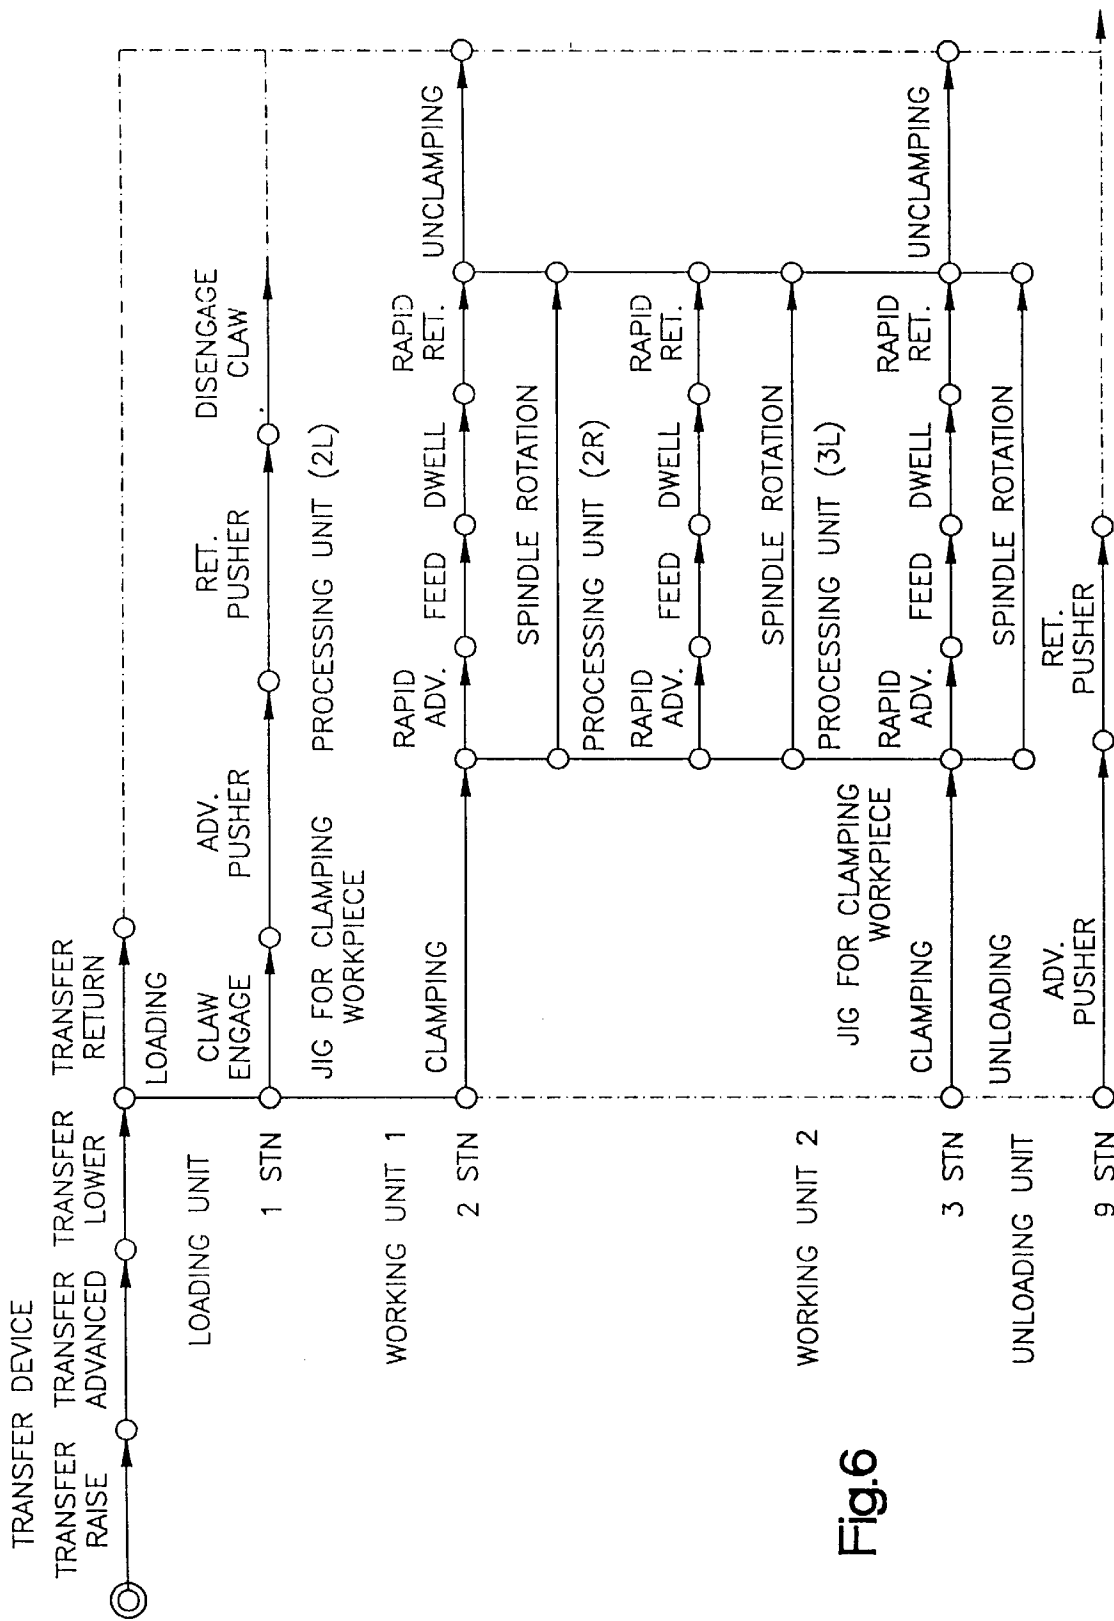 TRANSFER DEVICE
TRANSFER
RAISE
TRANSFER
ADVANCED
TRANSFER
LOWER
TRANSFER
RETURN
LOADING UNIT
LOADING
1 STN
CLAW
ENGAGE
ADV.
PUSHER
RET.
PUSHER
DISENGAGE
CLAW
WORKING UNIT 1
JIG FOR CLAMPING
WORKPIECE
PROCESSING UNIT (2L)
2 STN
CLAMPING
RAPID
ADV.
FEED
DWELL
RAPID
RET.
UNCLAMPING
SPINDLE ROTATION
PROCESSING UNIT (2R)
RAPID
ADV.
FEED
DWELL
RAPID
RET.
SPINDLE ROTATION
WORKING UNIT 2
JIG FOR CLAMPING
WORKPIECE
PROCESSING UNIT (3L)
3 STN
CLAMPING
RAPID
ADV.
FEED
DWELL
RAPID
RET.
UNCLAMPING
SPINDLE ROTATION
UNLOADING UNIT
UNLOADING
9 STN
ADV.
PUSHER
RET.
PUSHER
Fig.6